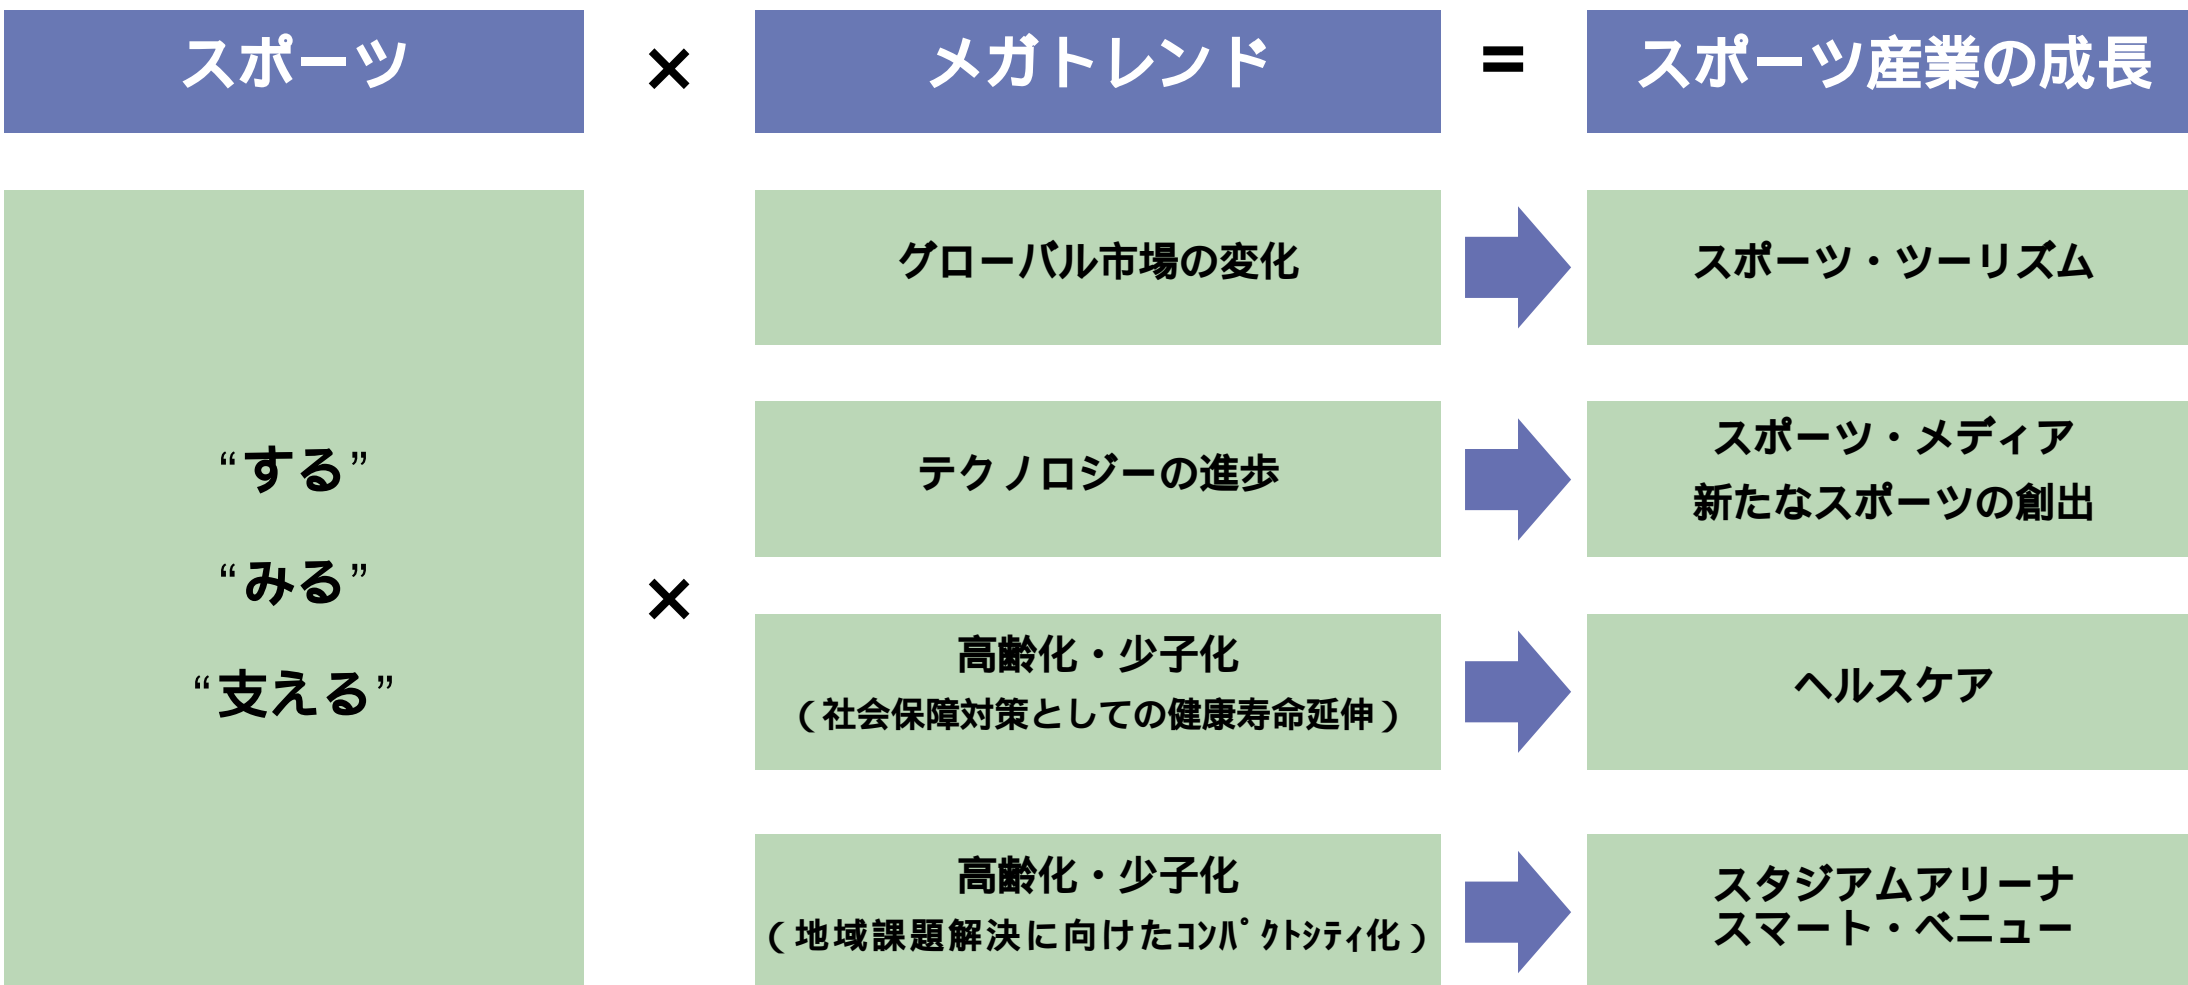 スポーツ
×
メガトレンド
=
スポーツ産業の成長
“する”
“みる”
“支える”
×
グローバル市場の変化
スポーツ・ツーリズム
テクノロジーの進歩
スポーツ・メディア
新たなスポーツの創出
高齢化・少子化
(社会保障対策としての健康寿命延伸)
ヘルスケア
高齢化・少子化
(地域課題解決に向けたｺﾝﾊﾟｸﾄｼﾃｨ化)
スタジアムアリーナ
スマート・ベニュー